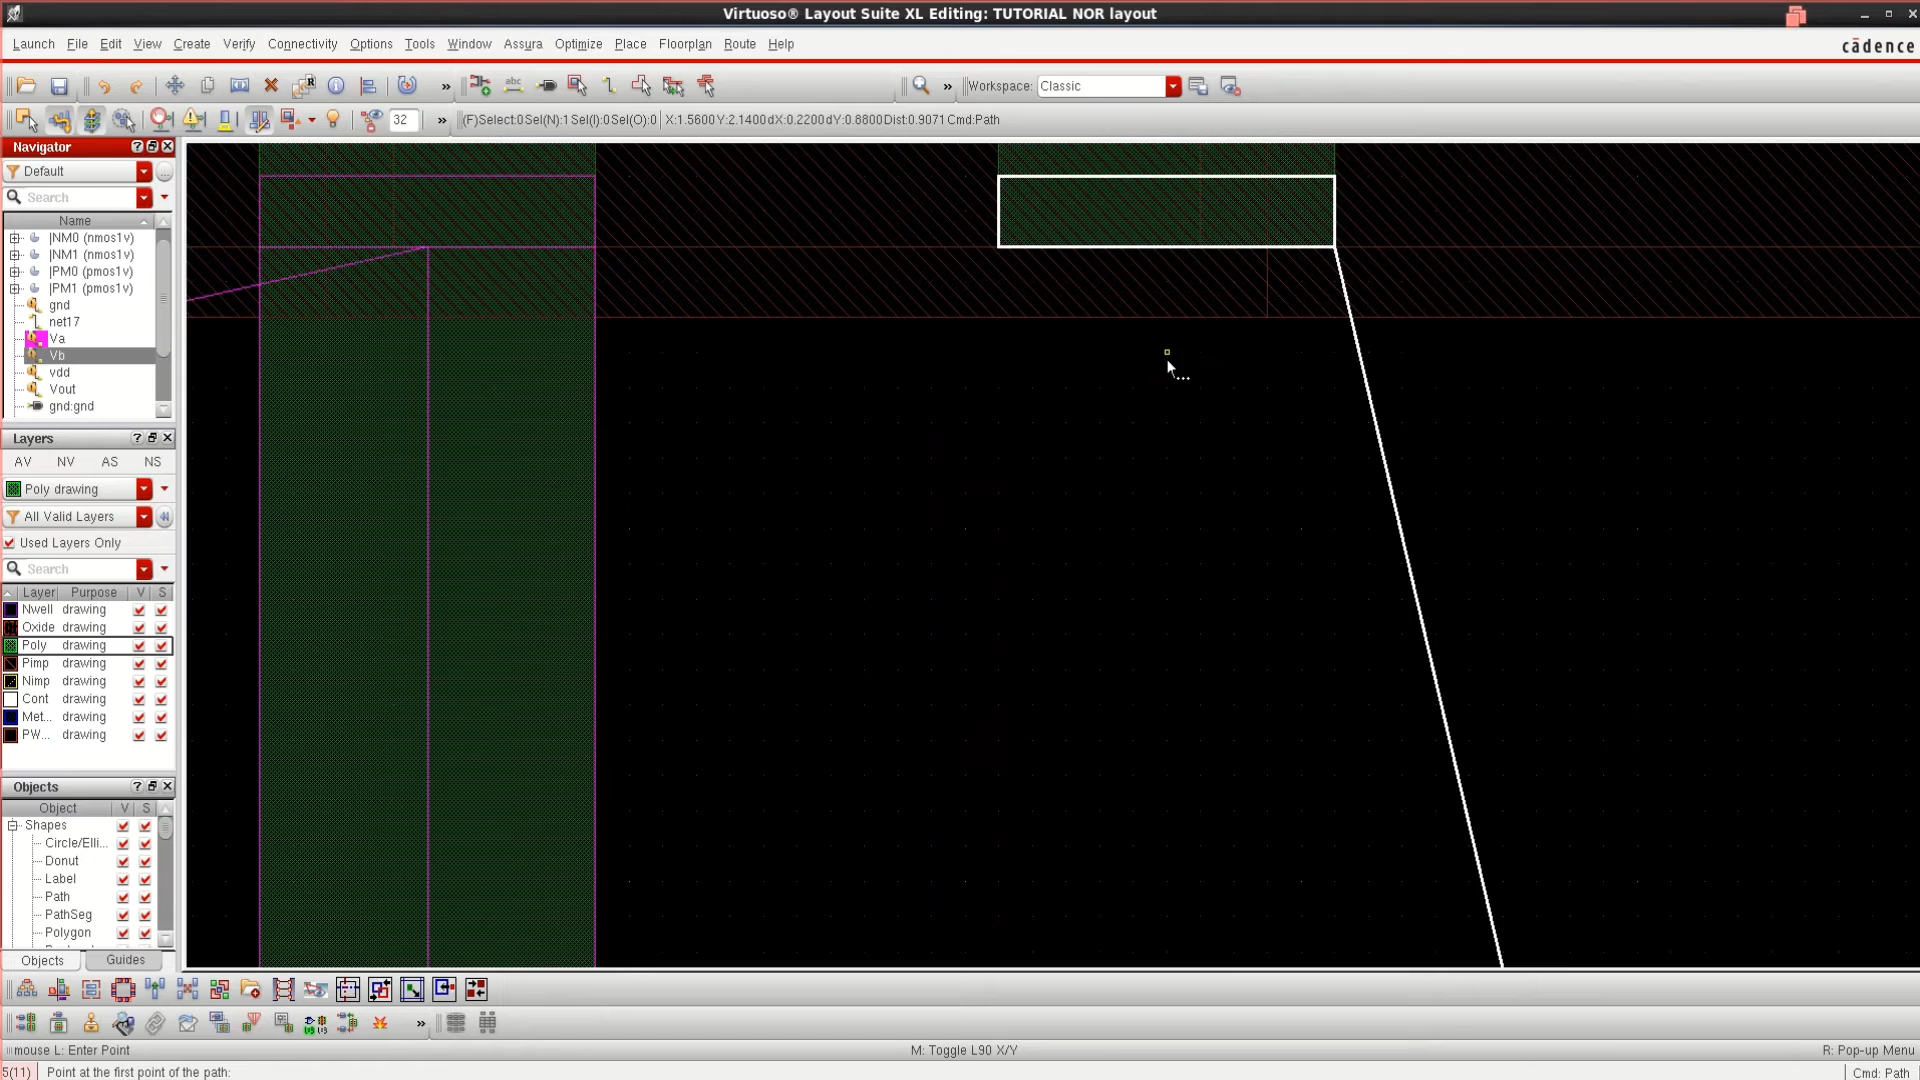 Virtuoso® Layout Suite XL Editing: TUTORIAL NOR layout
Launch File Edit View Create Verify Connectivity Options Tools Window Assura Optimize Place Floorplan Route Help
cādence
» » Workspace: Classic
32 » (F)Select:0 Sel(N):1 Sel(I):0 Sel(O):0 X:1.5600 Y:2.1400 dX:0.2200 dY:0.8800 Dist:0.9071 Cmd:Path
Navigator
Default
Search
Name
|NM0 (nmos1v)
|NM1 (nmos1v)
|PM0 (pmos1v)
|PM1 (pmos1v)
gnd
net17
Va
Vb
vdd
Vout
gnd:gnd
Layers
AV NV AS NS
Poly drawing
All Valid Layers
Used Layers Only
Search
Layer Purpose V S
Nwell drawing
Oxide drawing
Poly drawing
Pimp drawing
Nimp drawing
Cont drawing
Met... drawing
PW... drawing
Objects
Object V S
Shapes
Circle/Elli...
Donut
Label
Path
PathSeg
Polygon
Objects Guides
»
mouse L: Enter Point M: Toggle L90 X/Y R: Pop-up Menu
5(11) Point at the first point of the path: Cmd: Path